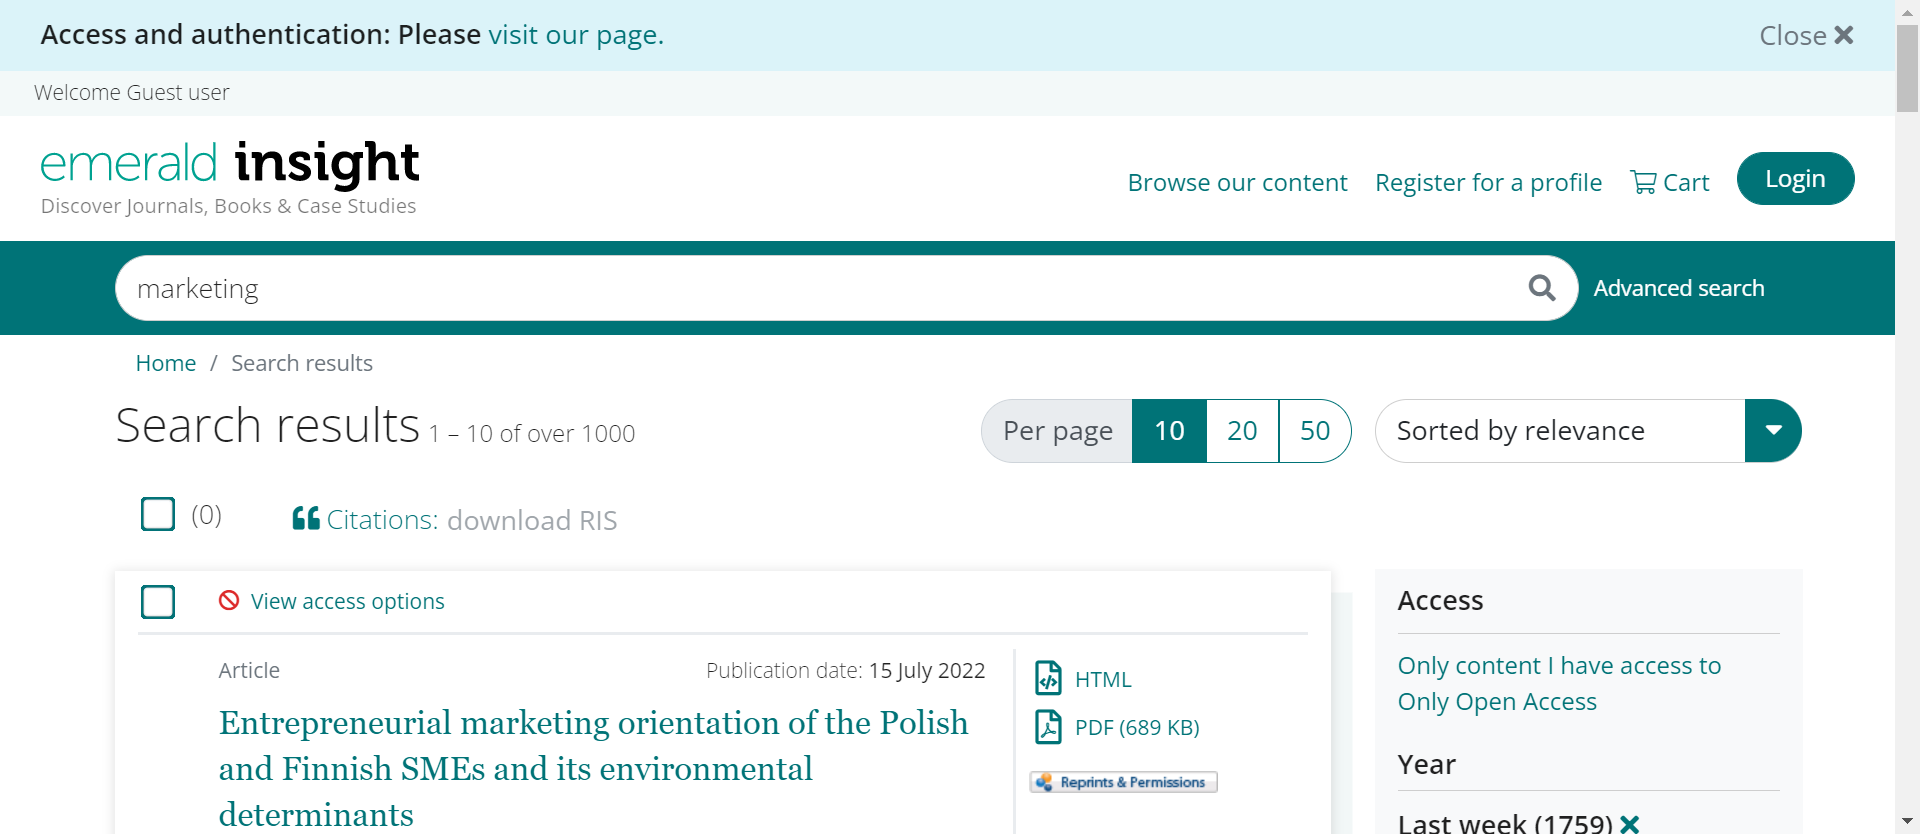 Access and authentication: Please visit our page.
Close
Welcome Guest user
emerald insight
Discover Journals, Books & Case Studies
Browse our content
Register for a profile
Cart
Login
marketing
Advanced search
Home / Search results
Search results 1 – 10 of over 1000
Per page 10 20 50
Sorted by relevance
(0)
Citations: download RIS
View access options
Article
Publication date: 15 July 2022
Entrepreneurial marketing orientation of the Polish
and Finnish SMEs and its environmental
determinants
HTML
PDF (689 KB)
Reprints & Permissions
Access
Only content I have access to
Only Open Access
Year
Last week (1759)